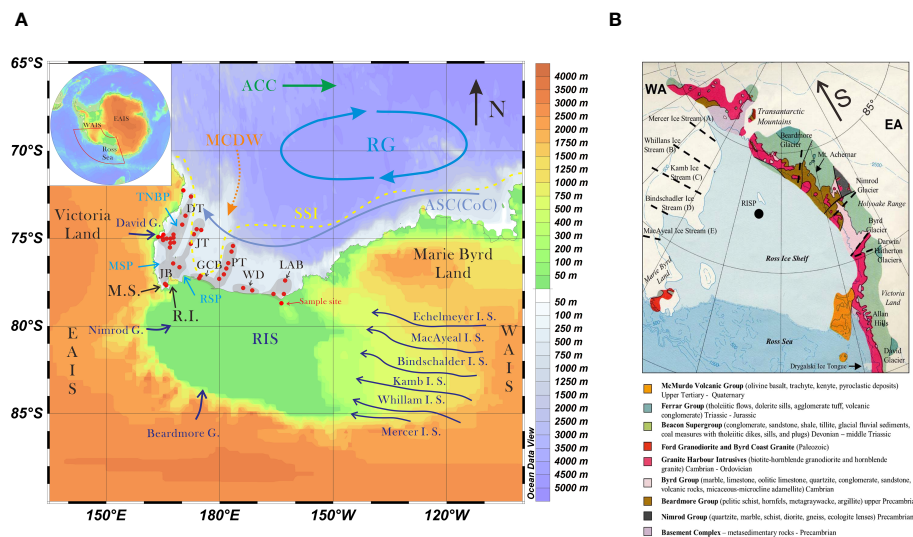 A
B
65°S
70°S
75°S
80°S
85°S
150°E
180°E
150°W
120°W
WAIS
EAIS
Ross
Sea
ACC
N
MCDW
RG
SSI
ASC(CoC)
TNBP
DT
Victoria
Land
David G.
JT
MSP
JB
GCB
PT
WD
LAB
Marie Byrd
Land
M.S.
R.I.
RSP
Sample site
Nimrod G.
RIS
Echelmeyer I. S.
MacAyeal I. S.
Bindschalder I. S.
Kamb I. S.
Whillam I. S.
Mercer I. S.
Beardmore G.
E
A
I
S
W
A
I
S
4000 m
3500 m
3000 m
2500 m
2000 m
1500 m
1000 m
750 m
500 m
400 m
300 m
200 m
100 m
50 m
50 m
100 m
250 m
500 m
750 m
1000 m
1250 m
1500 m
2000 m
2500 m
3000 m
3500 m
4000 m
4500 m
5000 m
Ocean Data View
WA
EA
S
85°
Transantarctic
Mountains
Mercer Ice Stream (A)
Whillans Ice
Stream (B)
Kamb Ice
Stream (C)
Bindschadler Ice
Stream (D)
MacAyeal Ice Stream (E)
Beardmore
Glacier
Mt. Achernar
Nimrod
Glacier
Holyoake Range
Byrd
Glacier
Darwin/
Hatherton
Glaciers
RISP
Ross Ice Shelf
Marie Byrd
Land
Victoria
Land
Allan
Hills
David
Glacier
Ross Sea
Drygalski Ice Tongue
McMurdo Volcanic Group (olivine basalt, trachyte, kenyte, pyroclastic deposits)
Upper Tertiary - Quaternary
Ferrar Group (tholeiitic flows, dolerite sills, agglomerate tuff, volcanic
conglomerate) Triassic - Jurassic
Beacon Supergroup (conglomerate, sandstone, shale, tillite, glacial fluvial sediments,
coal measures with tholeiitic dikes, sills, and plugs) Devonian – middle Triassic
Ford Granodiorite and Byrd Coast Granite (Paleozoic)
Granite Harbour Intrusives (biotite-hornblende granodiorite and hornblende
granite) Cambrian - Ordovician
Byrd Group (marble, limestone, oolitic limestone, quartzite, conglomerate, sandstone,
volcanic rocks, micaceous-microcline adamellite) Cambrian
Beardmore Group (pelitic schist, hornfels, metagraywacke, argillite) upper Precambrian
Nimrod Group (quartzite, marble, schist, diorite, gneiss, ecologite lenses) Precambrian
Basement Complex – metasedimentary rocks - Precambrian